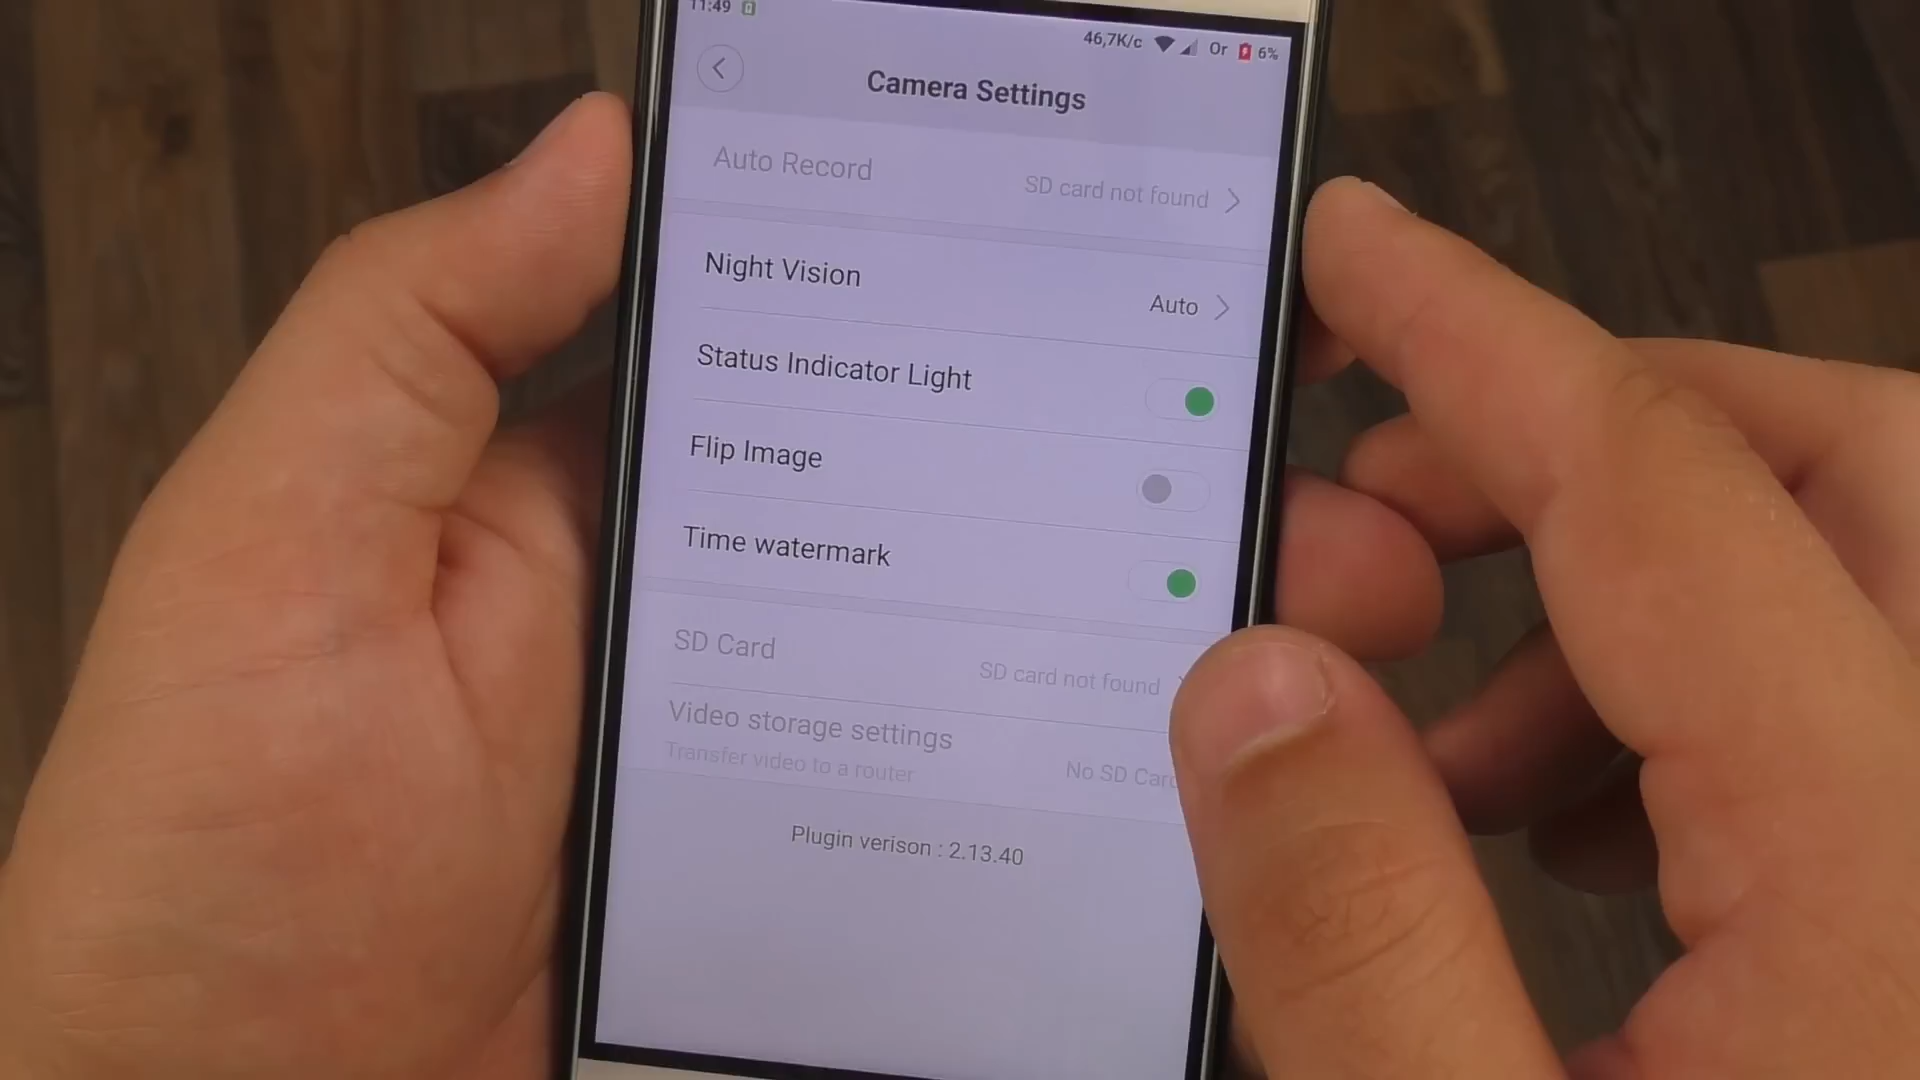 11:49
46,7K/c Or 6%
Camera Settings
Auto Record
SD card not found
Night Vision
Auto
Status Indicator Light
Flip Image
Time watermark
SD Card
SD card not found
Video storage settings
Transfer video to a router
No SD Card
Plugin verison : 2.13.40